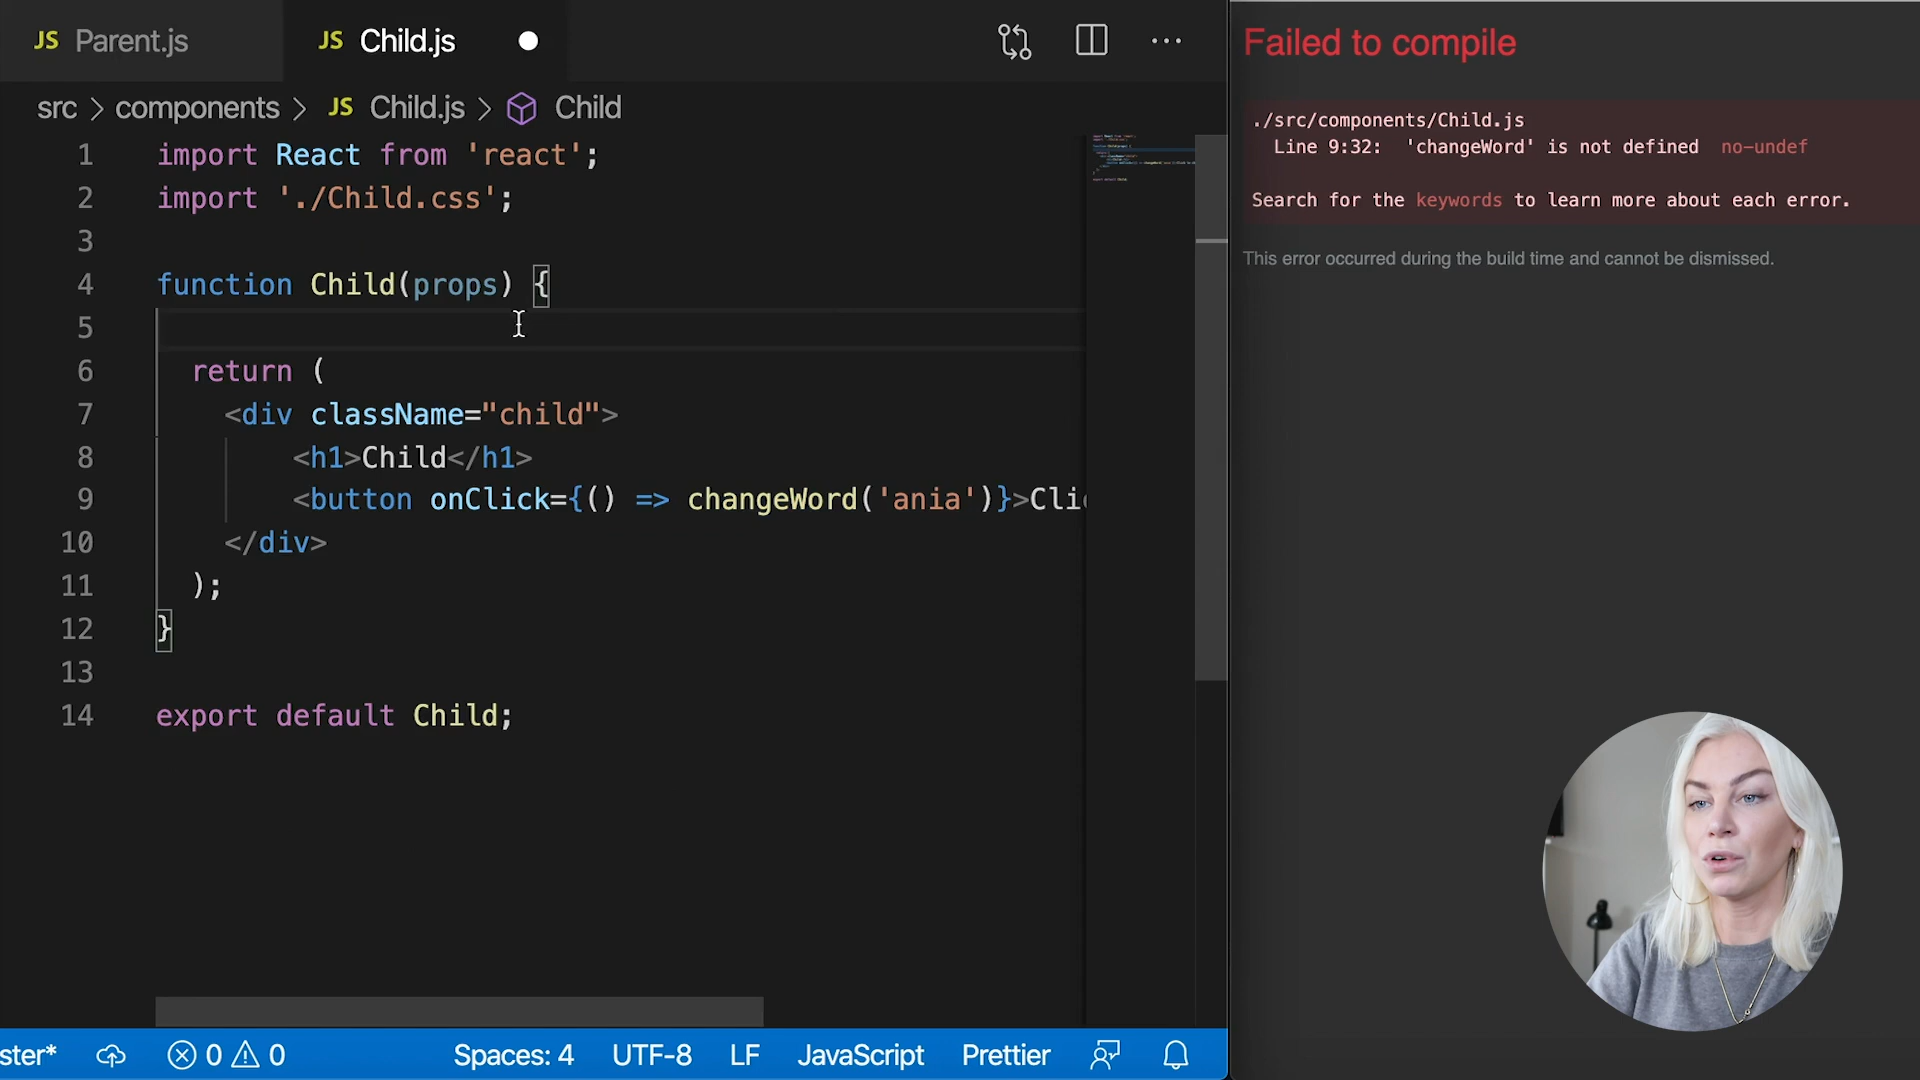 JS Parent.js
JS Child.js
src > components > JS Child.js > Child
1 import React from 'react';
2 import './Child.css';
3
4 function Child(props) {
5
6 return (
7 <div className="child">
8 <h1>Child</h1>
9 <button onClick={() => changeWord('ania')}>Clic
10 </div>
11 );
12 }
13
14 export default Child;
ster* 0 0 Spaces: 4 UTF-8 LF JavaScript Prettier
Failed to compile
./src/components/Child.js
Line 9:32: 'changeWord' is not defined no-undef
Search for the keywords to learn more about each error.
This error occurred during the build time and cannot be dismissed.